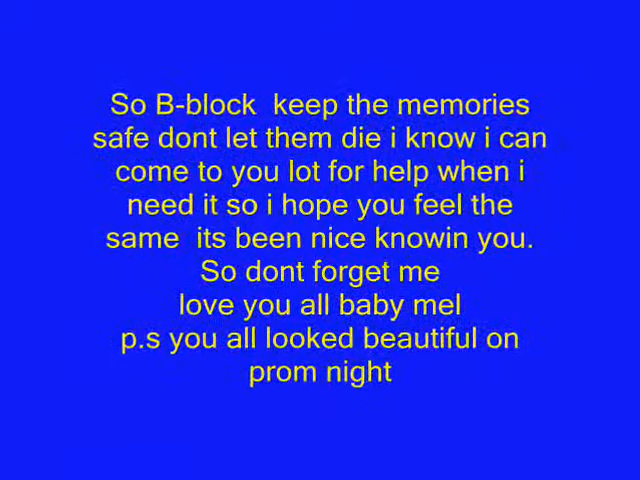 So B-block  keep the memories
safe dont let them die i know i can
come to you lot for help when i
need it so i hope you feel the
same  its been nice knowin you.
So dont forget me
love you all baby mel
p.s you all looked beautiful on
prom night